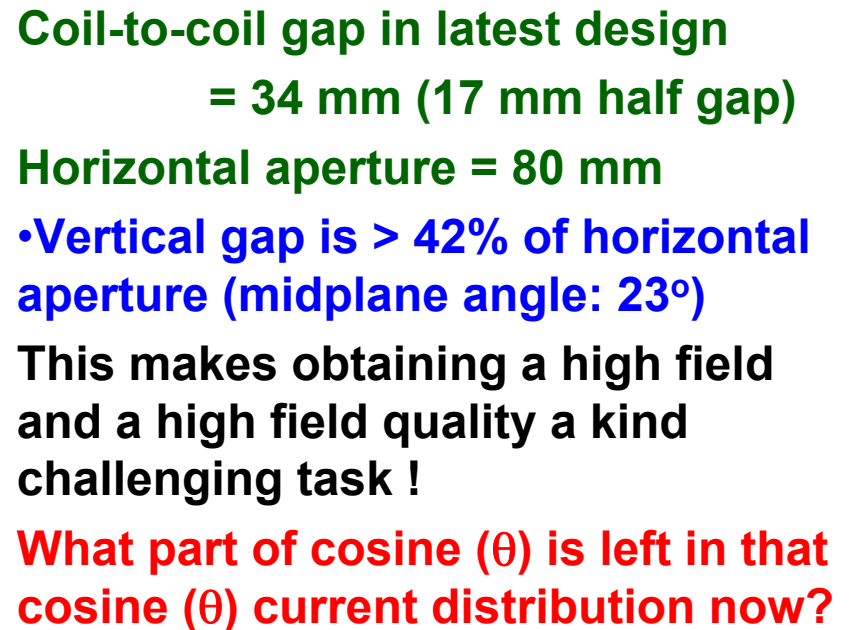 Coil-to-coil gap in latest design
= 34 mm (17 mm half gap)
Horizontal aperture = 80 mm
•Vertical gap is > 42% of horizontal
aperture (midplane angle: 23º)
This makes obtaining a high field
and a high field quality a kind
challenging task !
What part of cosine (θ) is left in that
cosine (θ) current distribution now?